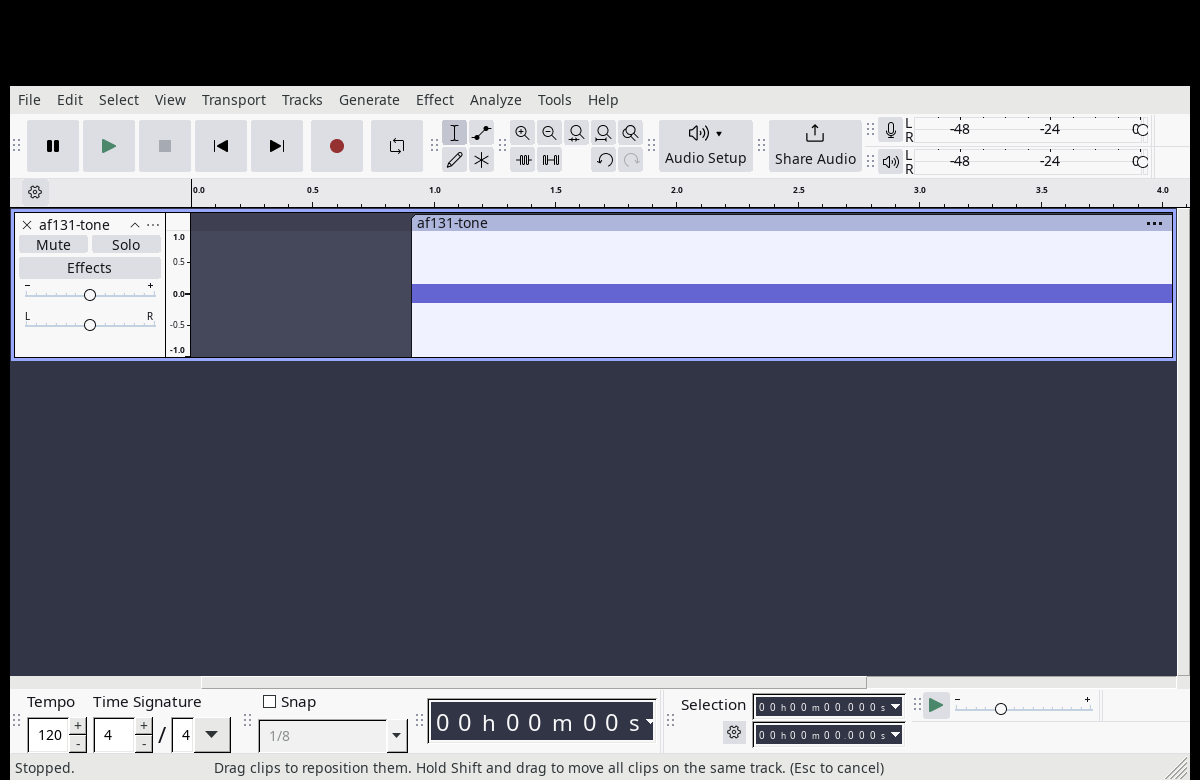 File Edit Select View Transport Tracks Generate Effect Analyze Tools Help
Audio Setup
Share Audio
L R -48 -24 0
L R -48 -24 0
0.0 0.5 1.0 1.5 2.0 2.5 3.0 3.5 4.0
af131-tone
Mute Solo
Effects
- +
L R
1.0
0.5
0.0
-0.5
-1.0
af131-tone
Tempo Time Signature
120 + - 4 + - / 4
Snap
1/8
00h00m00s
Selection
00h00m00.000s
00h00m00.000s
- +
Stopped. Drag clips to reposition them. Hold Shift and drag to move all clips on the same track. (Esc to cancel)